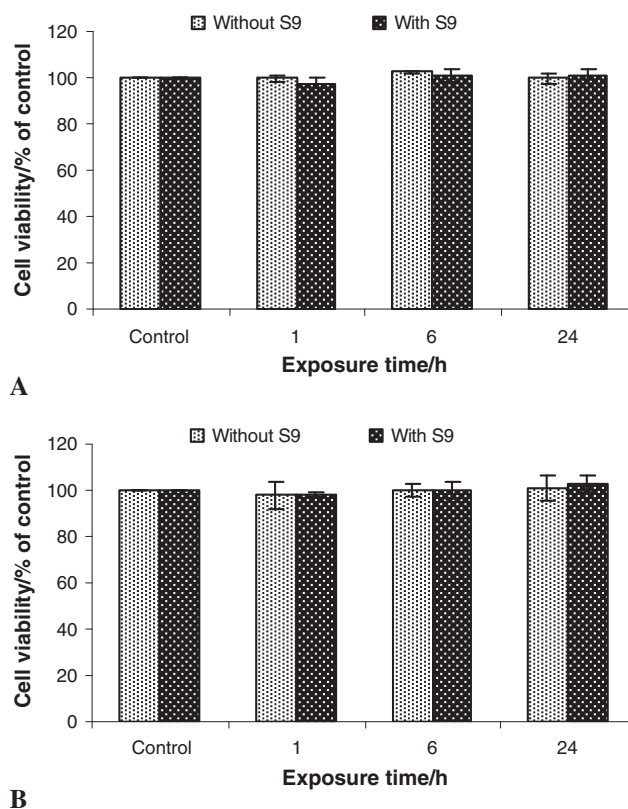 Without S9 With S9
Cell viability/% of control
120
100
80
60
40
20
0
Control 1 6 24
Exposure time/h
A
Without S9 With S9
Cell viability/% of control
120
100
80
60
40
20
0
Control 1 6 24
Exposure time/h
B